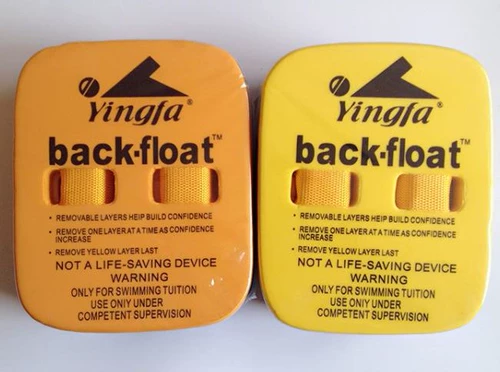 Yingfa®
back·float™
• REMOVABLE LAYERS HEIP BUILD CONFIDENCE
• REMOVE ONE LAYER AT A TIME AS CONFIDENCE
INCREASE
• REMOVE YELLOW LAYER LAST
NOT A LIFE-SAVING DEVICE
WARNING
ONLY FOR SWIMMING TUITION
USE ONIY UNDER
COMPETENT SUPERVISION
Yingfa®
back·float™
• REMOVABLE LAYERS HEIP BUILD CONFIDENCE
• REMOVE ONE LAYER AT A TIME AS CONFIDENCE
INCREASE
• REMOVE YELLOW LAYER LAST
NOT A LIFE-SAVING DEVICE
WARNING
ONLY FOR SWIMMING TUITION
USE ONIY UNDER
COMPETENT SUPERVISION